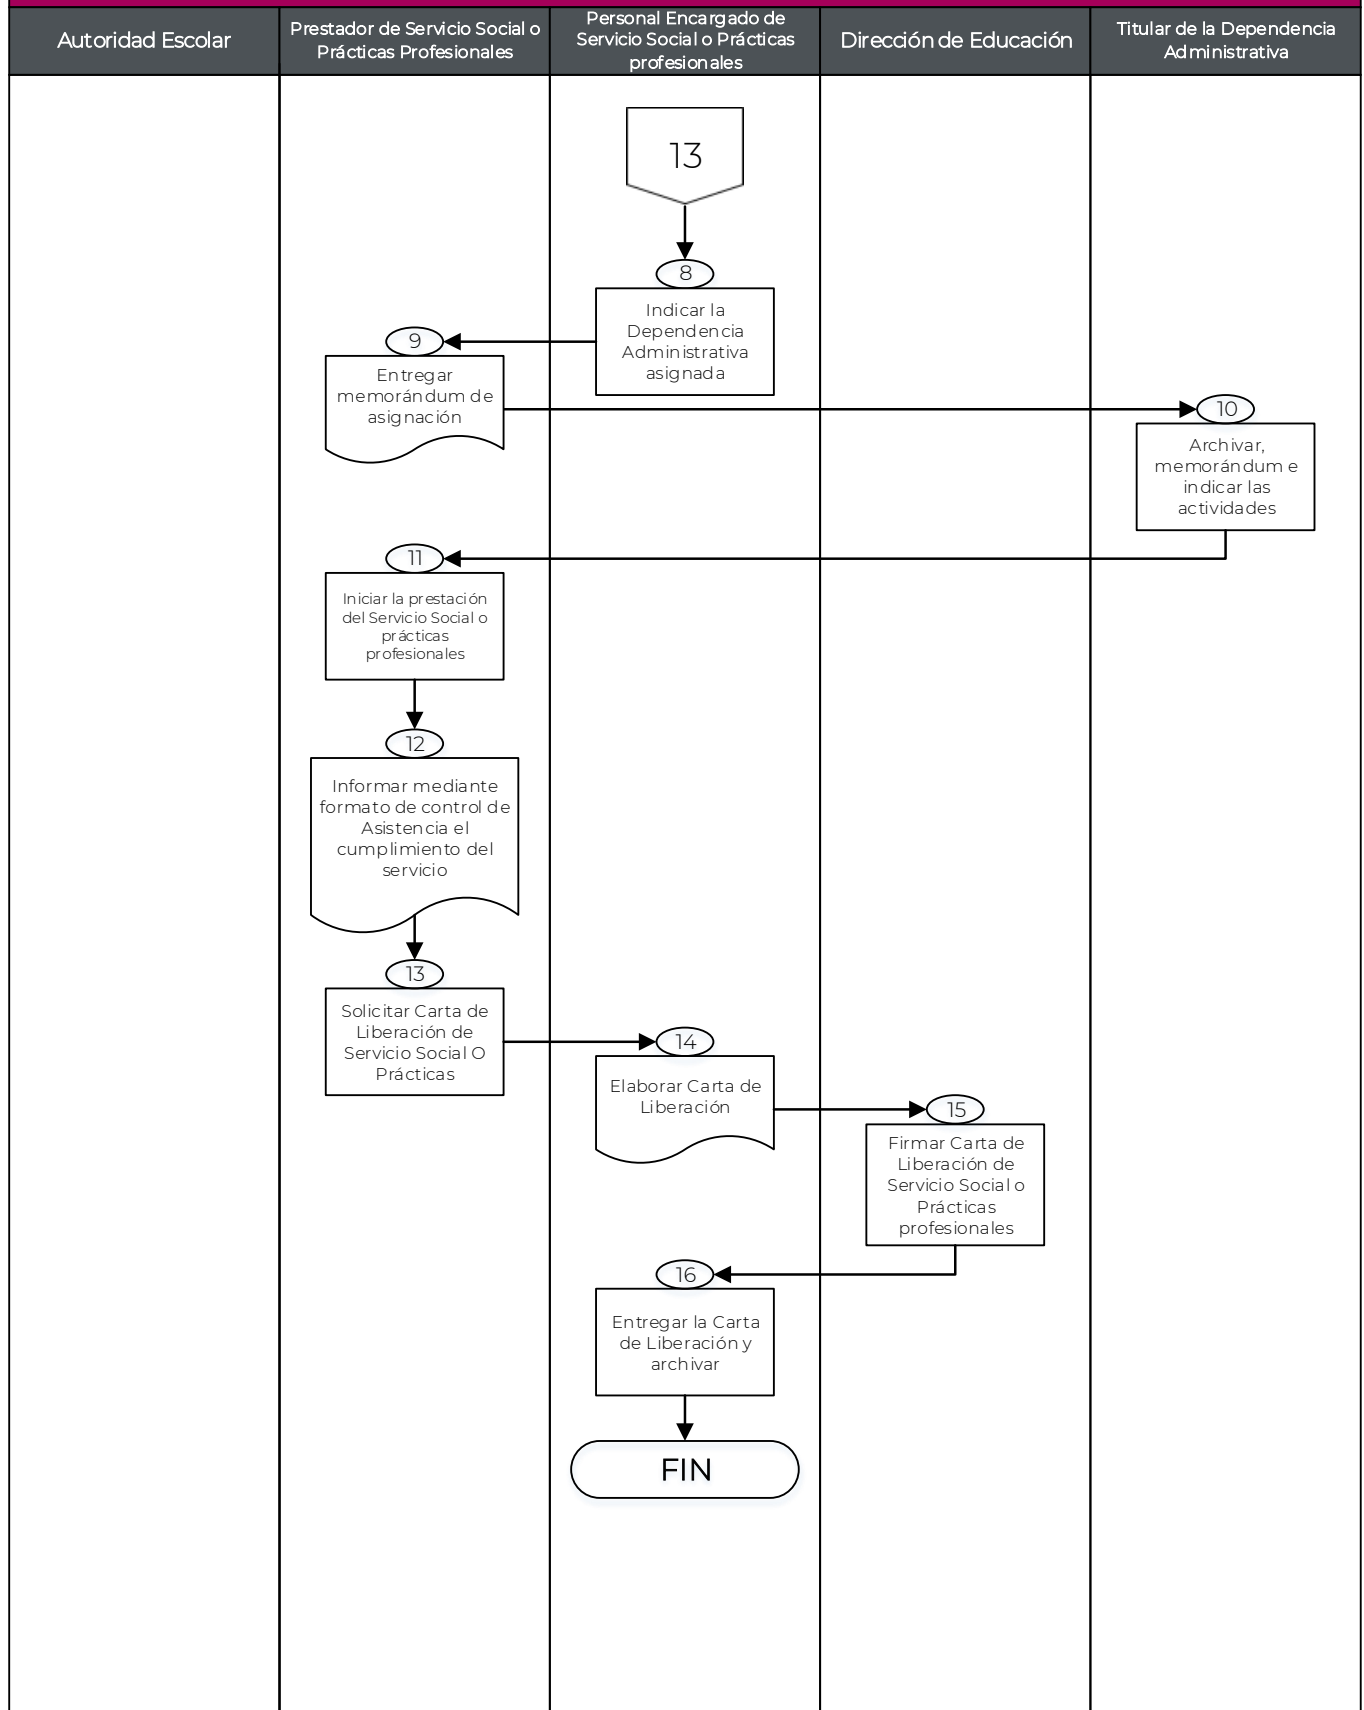 Autoridad Escolar
Prestador de Servicio Social o
Prácticas Profesionales
Personal Encargado de
Servicio Social o Prácticas
profesionales
Dirección de Educación
Titular de la Dependencia
Administrativa
13
8
Indicar la
Dependencia
Administrativa
asignada
9
Entregar
memorándum de
asignación
10
Archivar,
memorándum e
indicar las
actividades
11
Iniciar la prestación
del Servicio Social o
prácticas
profesionales
12
Informar mediante
formato de control de
Asistencia el
cumplimiento del
servicio
13
Solicitar Carta de
Liberación de
Servicio Social O
Prácticas
14
Elaborar Carta de
Liberación
15
Firmar Carta de
Liberación de
Servicio Social o
Prácticas
profesionales
16
Entregar la Carta
de Liberación y
archivar
FIN